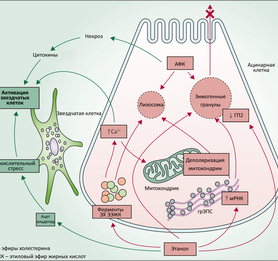 Некроз
Цитокины
Активация
звездчатых
клеток
АФК
Ацинарная
клетка
Зимогенные
гранулы
Лизосома
↓ ГП2
Звездчатая клетка
↑ Ca²⁺
Деполяризация
митохондрии
Митохондрии
кислительный
стресс
грЭПС
↑ мРНК
Ацет
альдегид
Ферменты
ЭХ ЭЭЖК
Этанол
эфиры холестерина
К – этиловый эфир жирных кислот